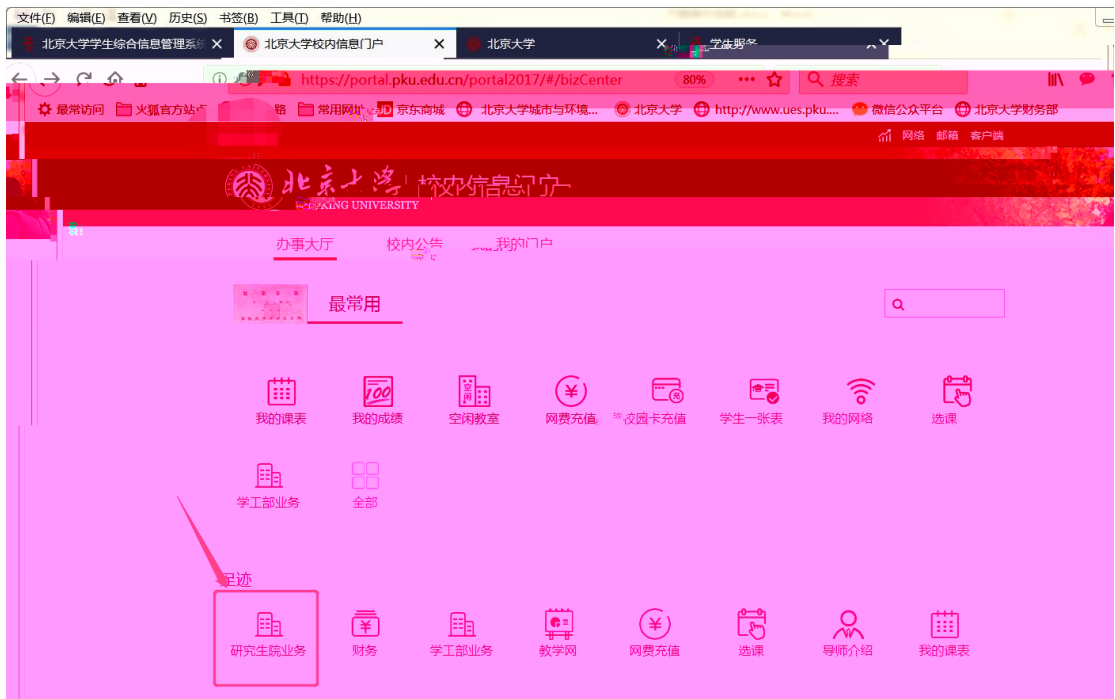 文件(F) 编辑(E) 查看(V) 历史(S) 书签(B) 工具(T) 帮助(H)
北京大学学生综合信息管理系统 北京大学校内信息门户 北京大学
https://portal.pku.edu.cn/portal2017/#/bizCenter 80% 搜索
最常访问 火狐官方站点 常用网址 JD 京东商城 北京大学城市与环境... 北京大学 http://www.ues.pku.... 微信公众平台 北京大学财务部
网络 邮箱 客户端
北京大学 校内信息门户
PEKING UNIVERSITY
办事大厅 校内公告 我的门户
最常用
我的课表 我的成绩 空闲教室 网费充值 校园卡充值 学生一张表 我的网络 选课
学工部业务 全部
足迹
研究生院业务 财务 学工部业务 教学网 网费充值 选课 导师介绍 我的课表